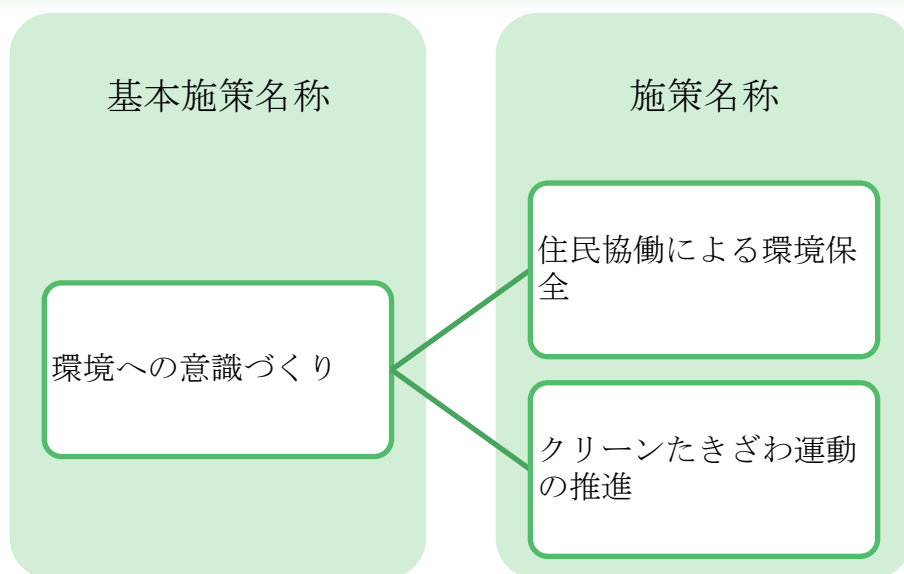 基本施策名称
施策名称
環境への意識づくり
住民協働による環境保
全
クリーンたきざわ運動
の推進